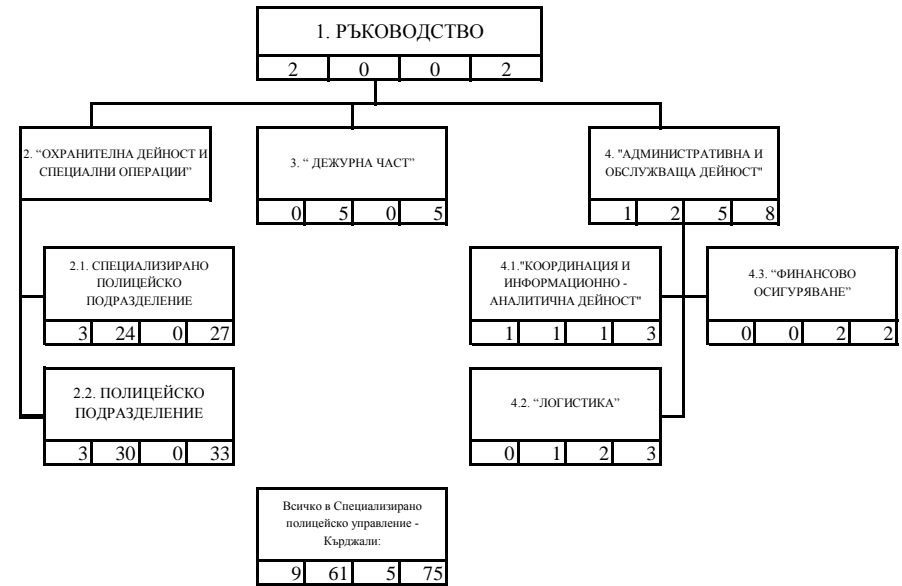 1. РЪКОВОДСТВО
2 0 0 2
2. “ОХРАНИТЕЛНА ДЕЙНОСТ И
СПЕЦИАЛНИ ОПЕРАЦИИ”
3. “ ДЕЖУРНА ЧАСТ”
0 5 0 5
4. "АДМИНИСТРАТИВНА И
ОБСЛУЖВАЩА ДЕЙНОСТ"
1 2 5 8
2.1. СПЕЦИАЛИЗИРАНО
ПОЛИЦЕЙСКО
ПОДРАЗДЕЛЕНИЕ
3 24 0 27
4.1."КООРДИНАЦИЯ И
ИНФОРМАЦИОННО -
АНАЛИТИЧНА ДЕЙНОСТ"
1 1 1 3
4.3. “ФИНАНСОВО
ОСИГУРЯВАНЕ”
0 0 2 2
2.2. ПОЛИЦЕЙСКО
ПОДРАЗДЕЛЕНИЕ
3 30 0 33
4.2. “ЛОГИСТИКА”
0 1 2 3
Всичко в Специализирано
полицейско управление -
Кърджали:
9 61 5 75